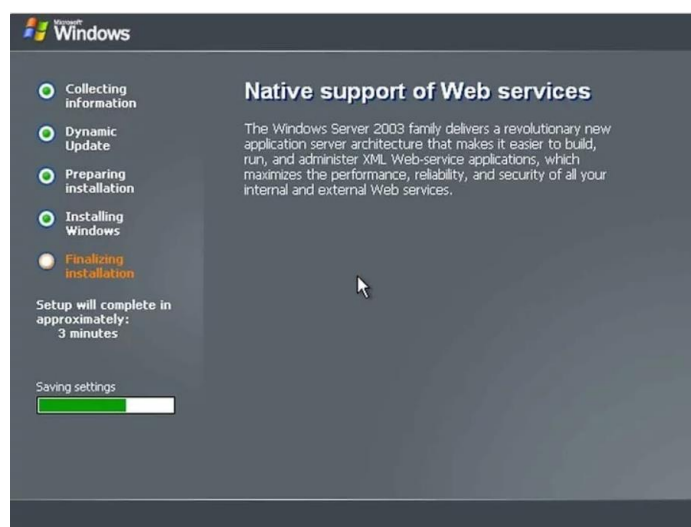 Microsoft
Windows
Collecting
information
Dynamic
Update
Preparing
installation
Installing
Windows
Finalizing
installation
Setup will complete in
approximately:
3 minutes
Saving settings
Native support of Web services
The Windows Server 2003 family delivers a revolutionary new
application server architecture that makes it easier to build,
run, and administer XML Web-service applications, which
maximizes the performance, reliability, and security of all your
internal and external Web services.